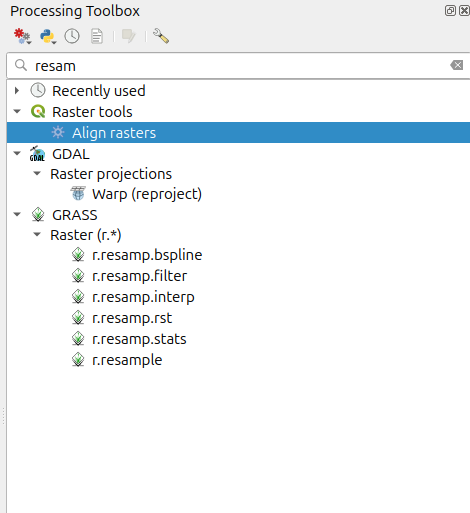 Processing Toolbox
resam
Recently used
Raster tools
Align rasters
GDAL
GDAL
Raster projections
Warp (reproject)
GRASS
Raster (r.*)
r.resamp.bspline
r.resamp.filter
r.resamp.interp
r.resamp.rst
r.resamp.stats
r.resample